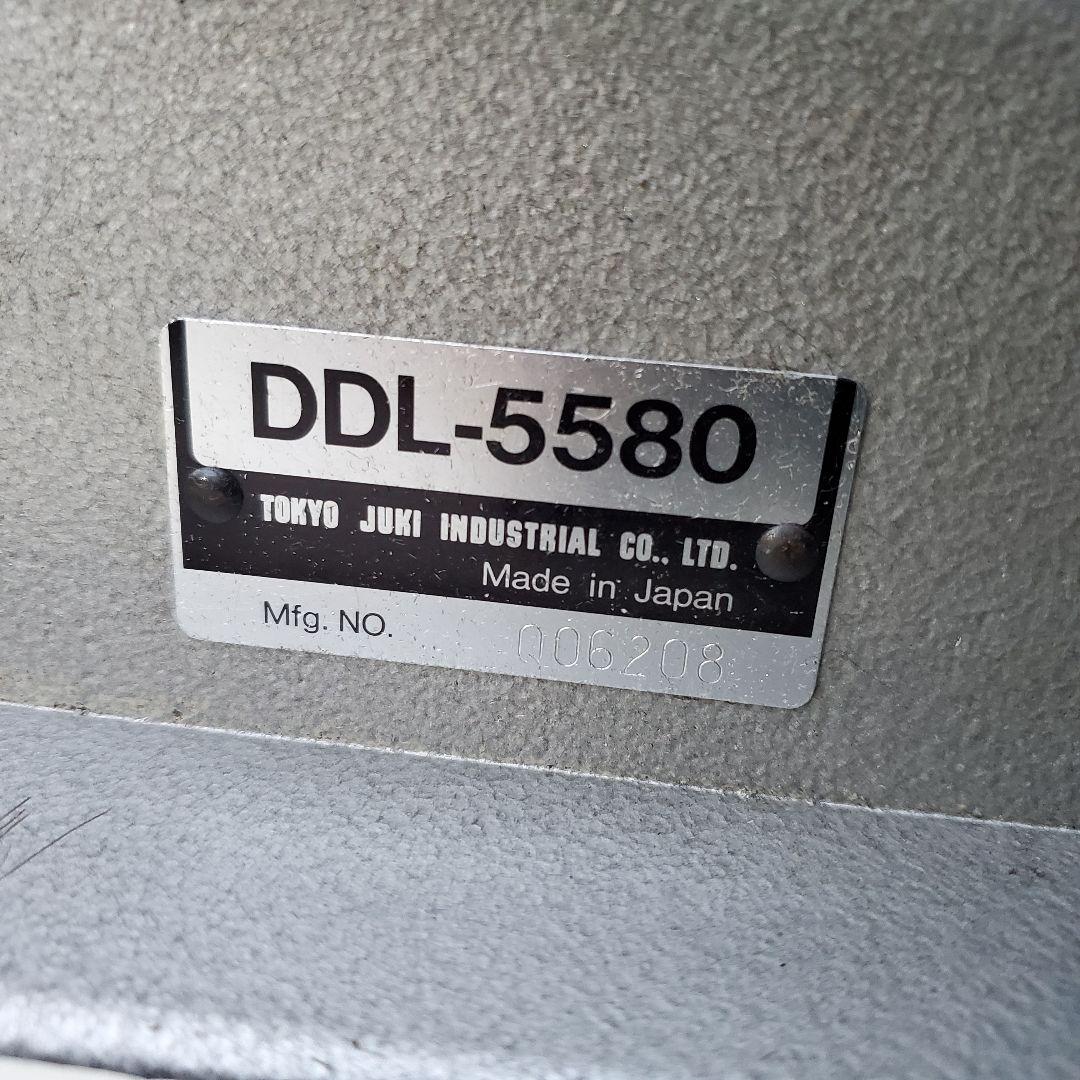 DDL-5580
TOKYO JUKI INDUSTRIAL CO., LTD.
Made in Japan
Mfg. NO. Q06208